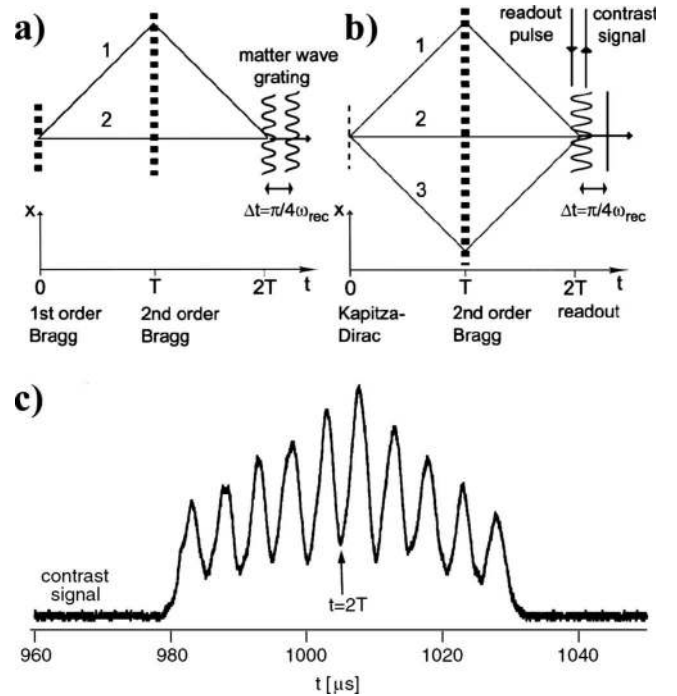 a)
1
2
matter wave
grating
Δt=π/4ω_rec
x
0
T
2T
t
1st order
Bragg
2nd order
Bragg
b)
readout
pulse
contrast
signal
1
2
3
Δt=π/4ω_rec
x
0
T
2T
t
Kapitza-
Dirac
2nd order
Bragg
readout
c)
contrast
signal
t=2T
960
980
1000
1020
1040
t [μs]